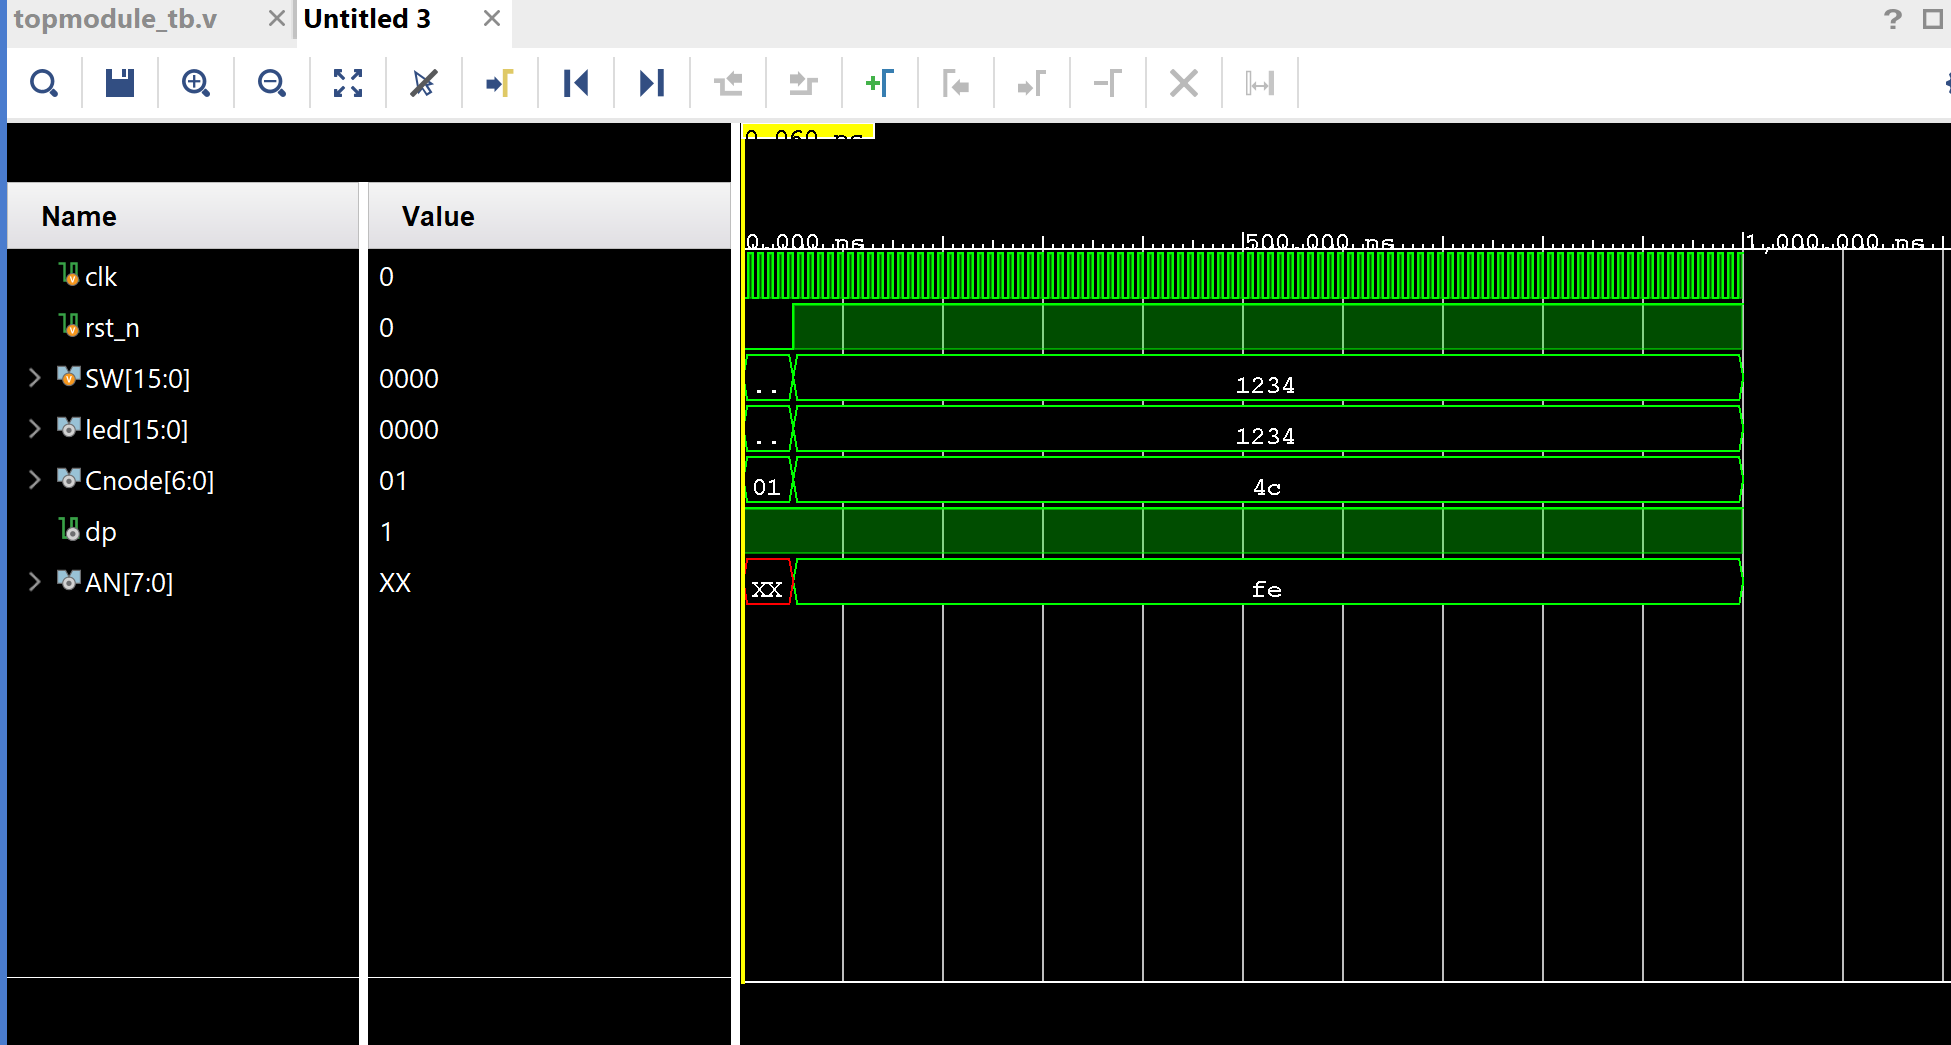 topmodule_tb.v Untitled 3 ?
0.060 ns
Name Value
0.000 ns 500.000 ns 1,000.000 ns
clk 0
rst_n 0
SW[15:0] 0000 .. 1234
led[15:0] 0000 .. 1234
Cnode[6:0] 01 01 4c
dp 1
AN[7:0] XX XX fe